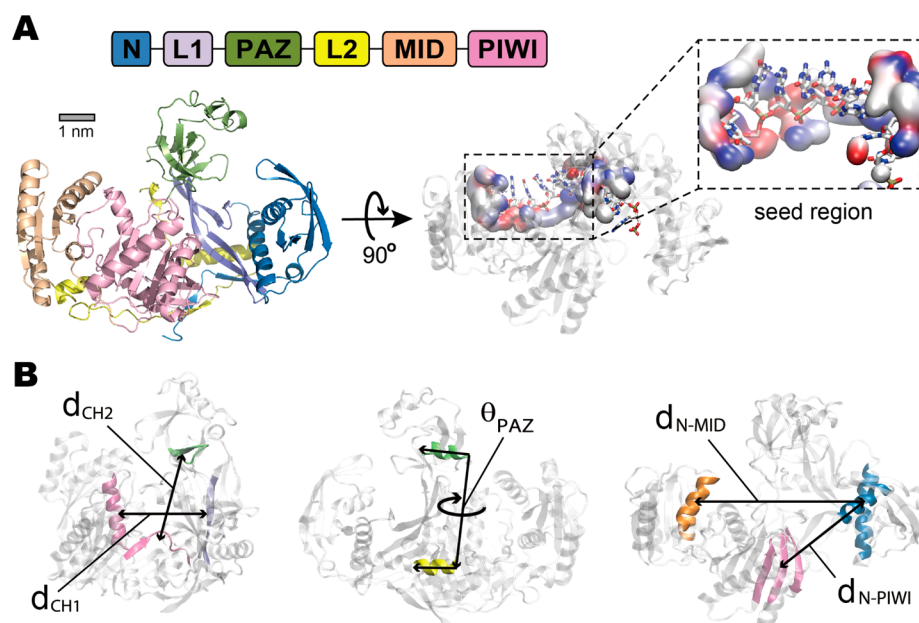 A
N L1 PAZ L2 MID PIWI
1 nm
90°
seed region
B
dCH2
dCH1
θPAZ
dN-MID
dN-PIWI